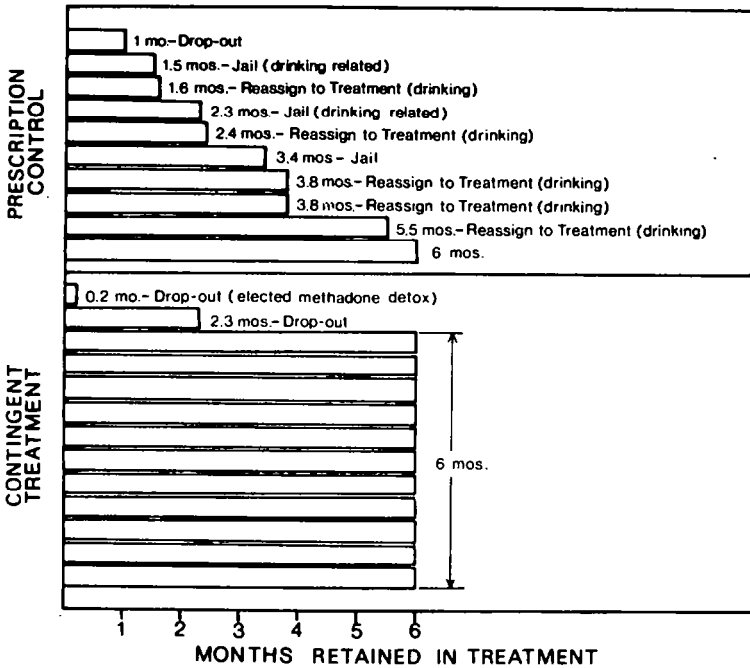 PRESCRIPTION
CONTROL
1 mo.-Drop-out
1.5 mos.- Jail (drinking related)
1.6 mos.-Reassign to Treatment (drinking)
2.3 mos.-Jail (drinking related)
2.4 mos.-Reassign to Treatment (drinking)
3.4 mos- Jail
3.8 mos.-Reassign to Treatment (drinking)
3.8 mos.-Reassign to Treatment (drinking)
5.5 mos.-Reassign to Treatment (drinking)
6 mos.
CONTINGENT
TREATMENT
0.2 mo.-Drop-out (elected methadone detox)
2.3 mos.-Drop-out
6 mos.
1 2 3 4 5 6
MONTHS RETAINED IN TREATMENT